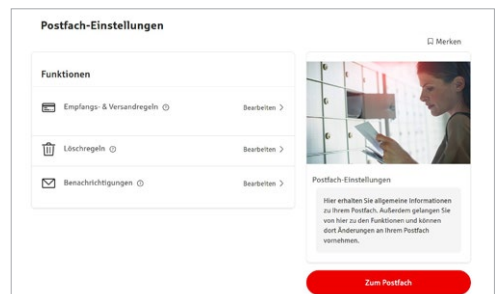 Postfach-Einstellungen
Merken
Funktionen
Empfangs- & Versandregeln
Bearbeiten >
Löschregeln
Bearbeiten >
Benachrichtigungen
Bearbeiten >
Postfach-Einstellungen
Hier erhalten Sie allgemeine Informationen
zu Ihrem Postfach. Außerdem gelangen Sie
von hier zu den Funktionen und können
dort Änderungen an Ihrem Postfach
vornehmen.
Zum Postfach